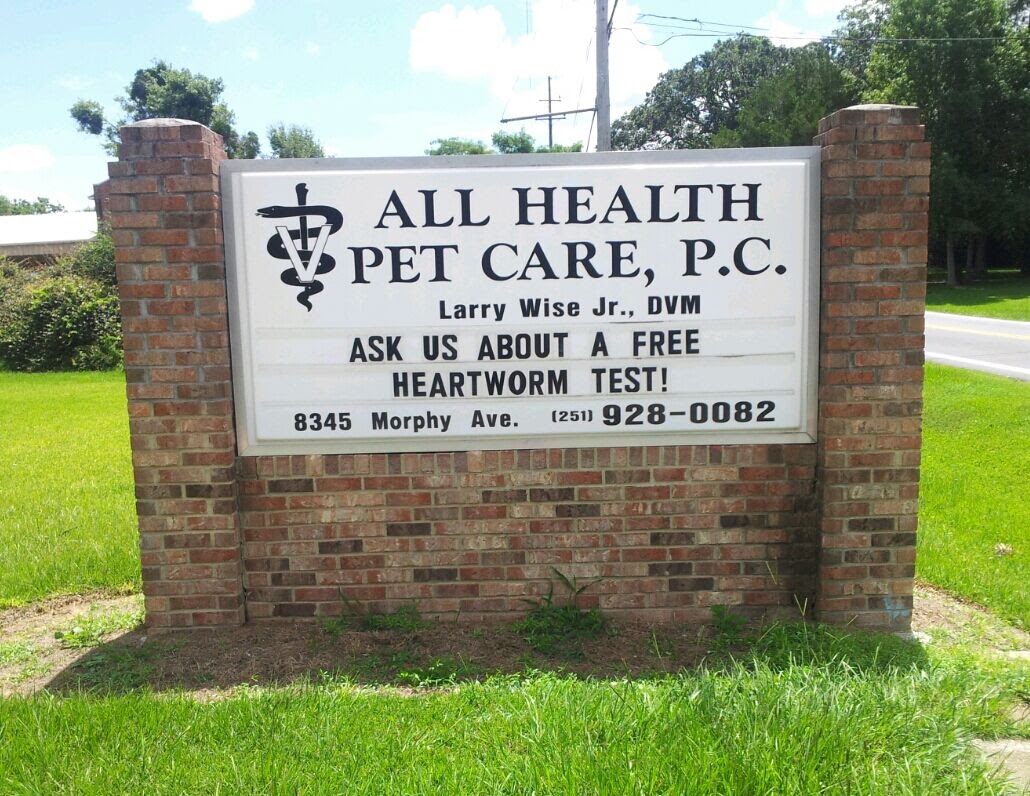 V
ALL HEALTH
PET CARE, P.C.
Larry Wise Jr., DVM
ASK US ABOUT A FREE
HEARTWORM TEST!
8345 Morphy Ave. (251) 928-0082